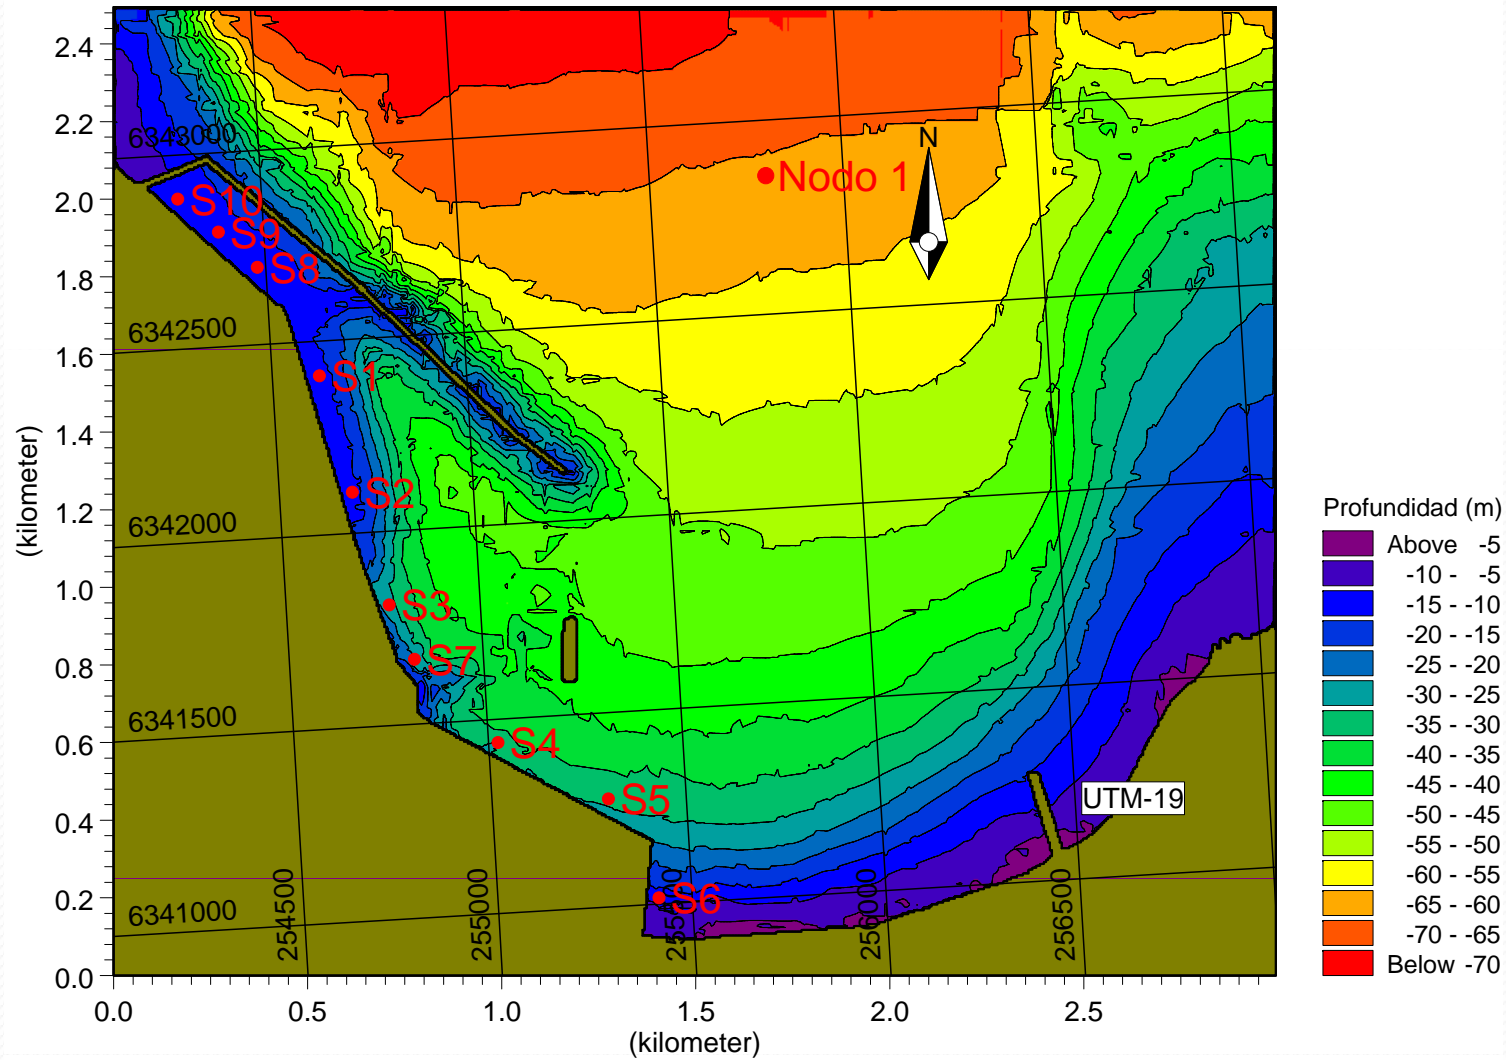 2.4
2.2
2.0
1.8
1.6
1.4
1.2
1.0
0.8
0.6
0.4
0.2
0.0
(kilometer)
0.0
0.5
1.0
1.5
2.0
2.5
(kilometer)
6343000
6342500
6342000
6341500
6341000
254500
255000
256000
256500
N
Nodo 1
S10
S9
S8
S1
S2
S3
S7
S4
S5
S6
UTM-19
Profundidad (m)
Above -5
-10 - -5
-15 - -10
-20 - -15
-25 - -20
-30 - -25
-35 - -30
-40 - -35
-45 - -40
-50 - -45
-55 - -50
-60 - -55
-65 - -60
-70 - -65
Below -70